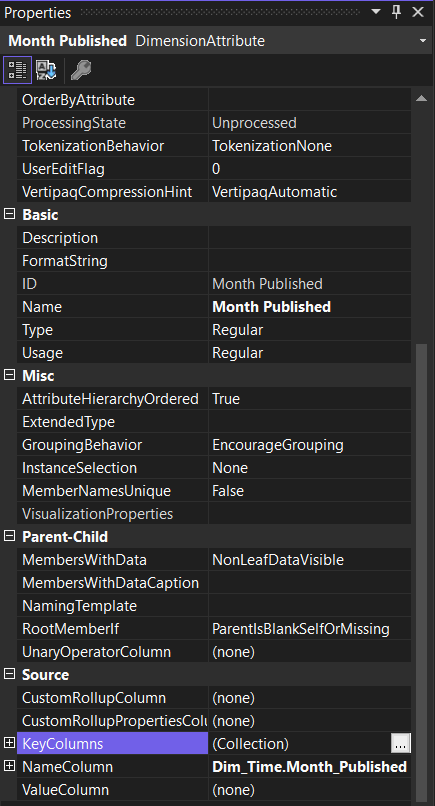 Properties
Month Published DimensionAttribute
OrderByAttribute
ProcessingState Unprocessed
TokenizationBehavior TokenizationNone
UserEditFlag 0
VertipaqCompressionHint VertipaqAutomatic
Basic
Description
FormatString
ID Month Published
Name Month Published
Type Regular
Usage Regular
Misc
AttributeHierarchyOrdered True
ExtendedType
GroupingBehavior EncourageGrouping
InstanceSelection None
MemberNamesUnique False
VisualizationProperties
Parent-Child
MembersWithData NonLeafDataVisible
MembersWithDataCaption
NamingTemplate
RootMemberIf ParentIsBlankSelfOrMissing
UnaryOperatorColumn (none)
Source
CustomRollupColumn (none)
CustomRollupPropertiesColu (none)
KeyColumns (Collection) ...
NameColumn Dim_Time.Month_Published
ValueColumn (none)